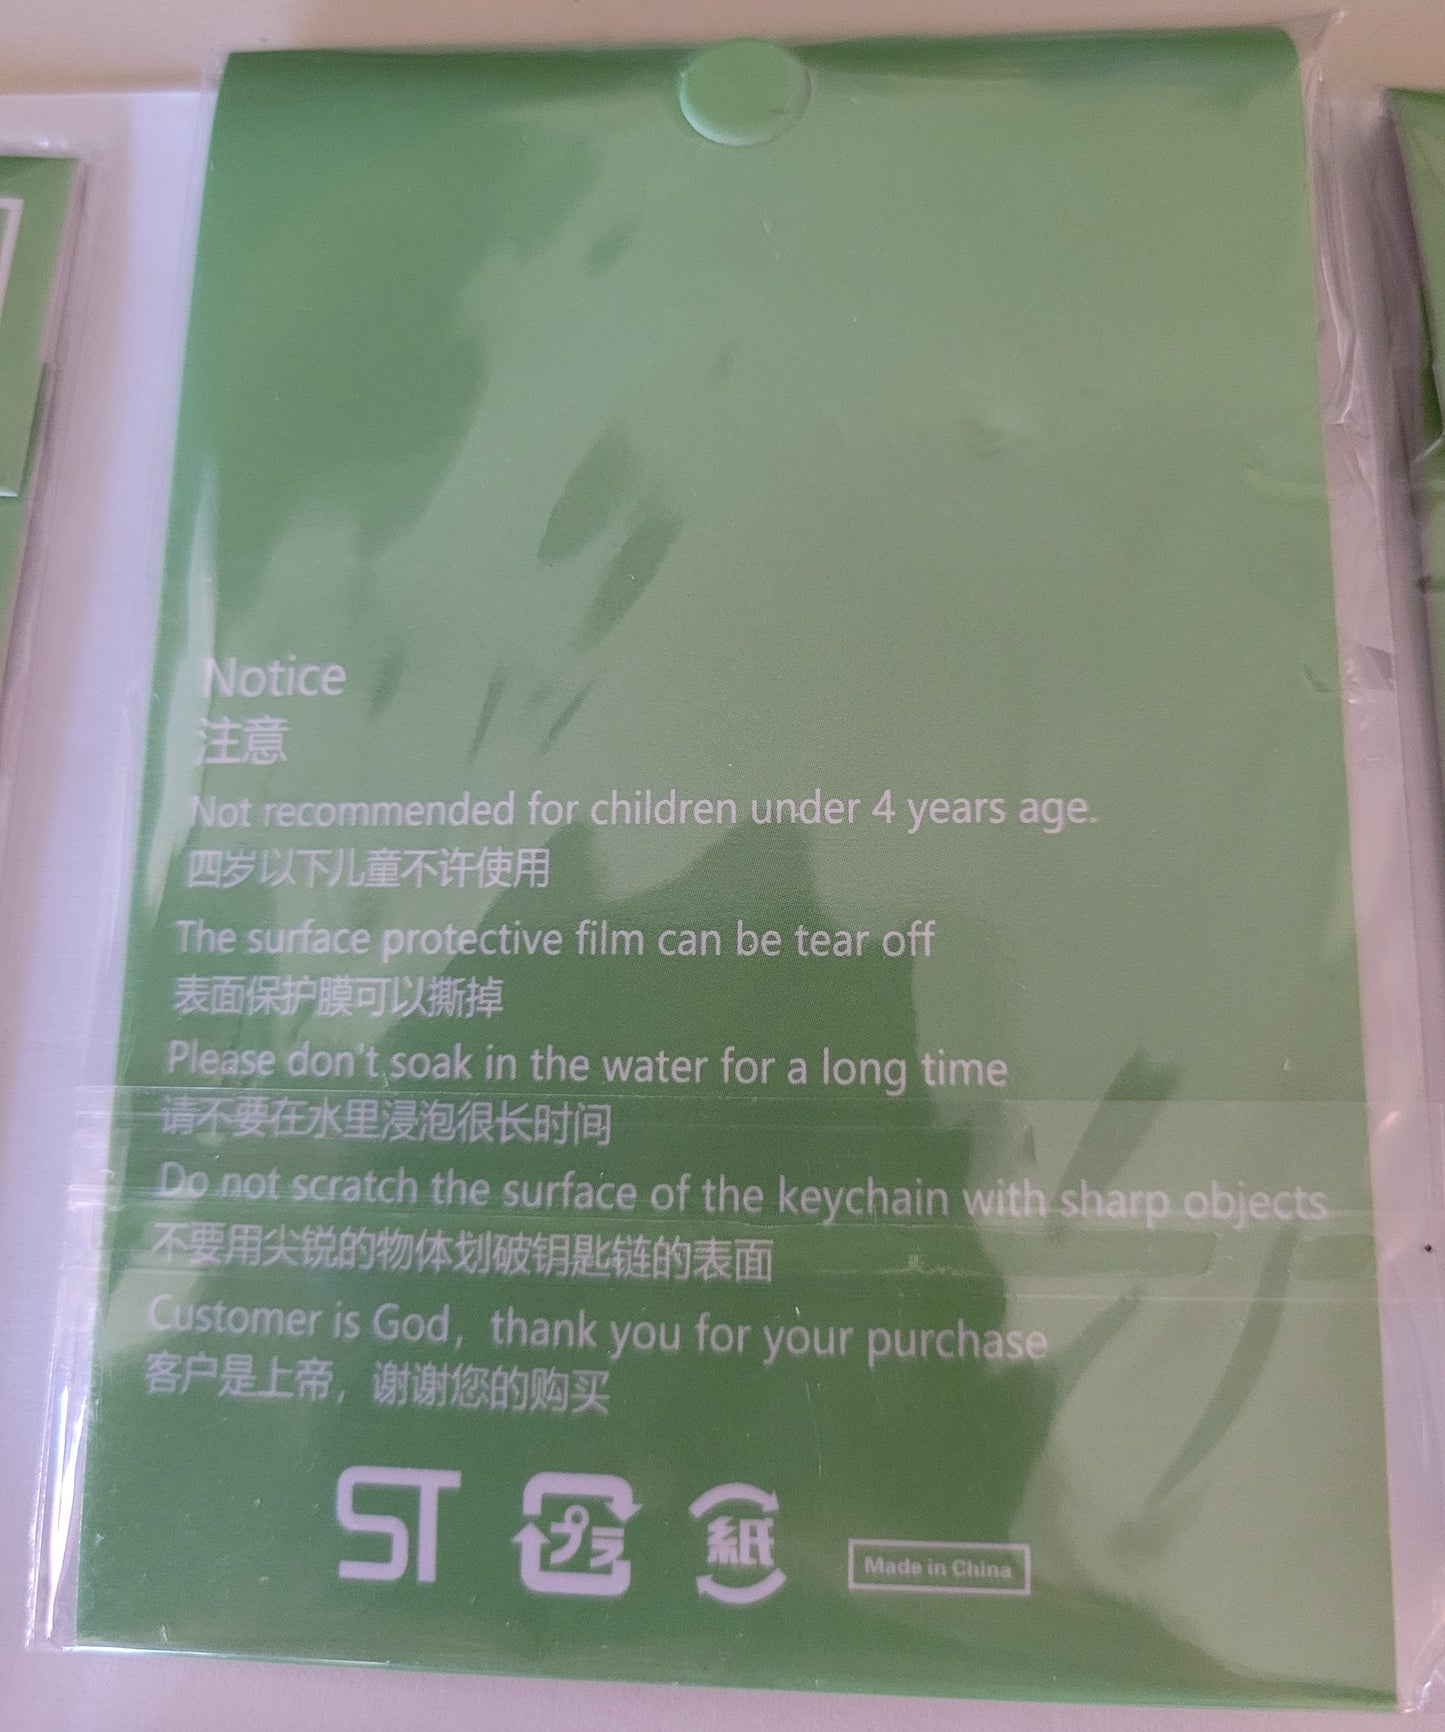 Notice
注意
Not recommended for children under 4 years age.
四岁以下儿童不许使用
The surface protective film can be tear off
表面保护膜可以撕掉
Please don't soak in the water for a long time
请不要在水里浸泡很长时间
Do not scratch the surface of the keychain with sharp objects
不要用尖锐的物体划破钥匙链的表面
Customer is God，thank you for your purchase
客户是上帝，谢谢您的购买
ST プラ 紙 Made in China